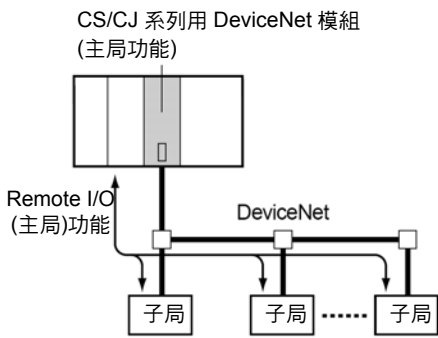 CS/CJ 系列用 DeviceNet 模組
(主局功能)
Remote I/O
(主局)功能
DeviceNet
子局
子局
子局